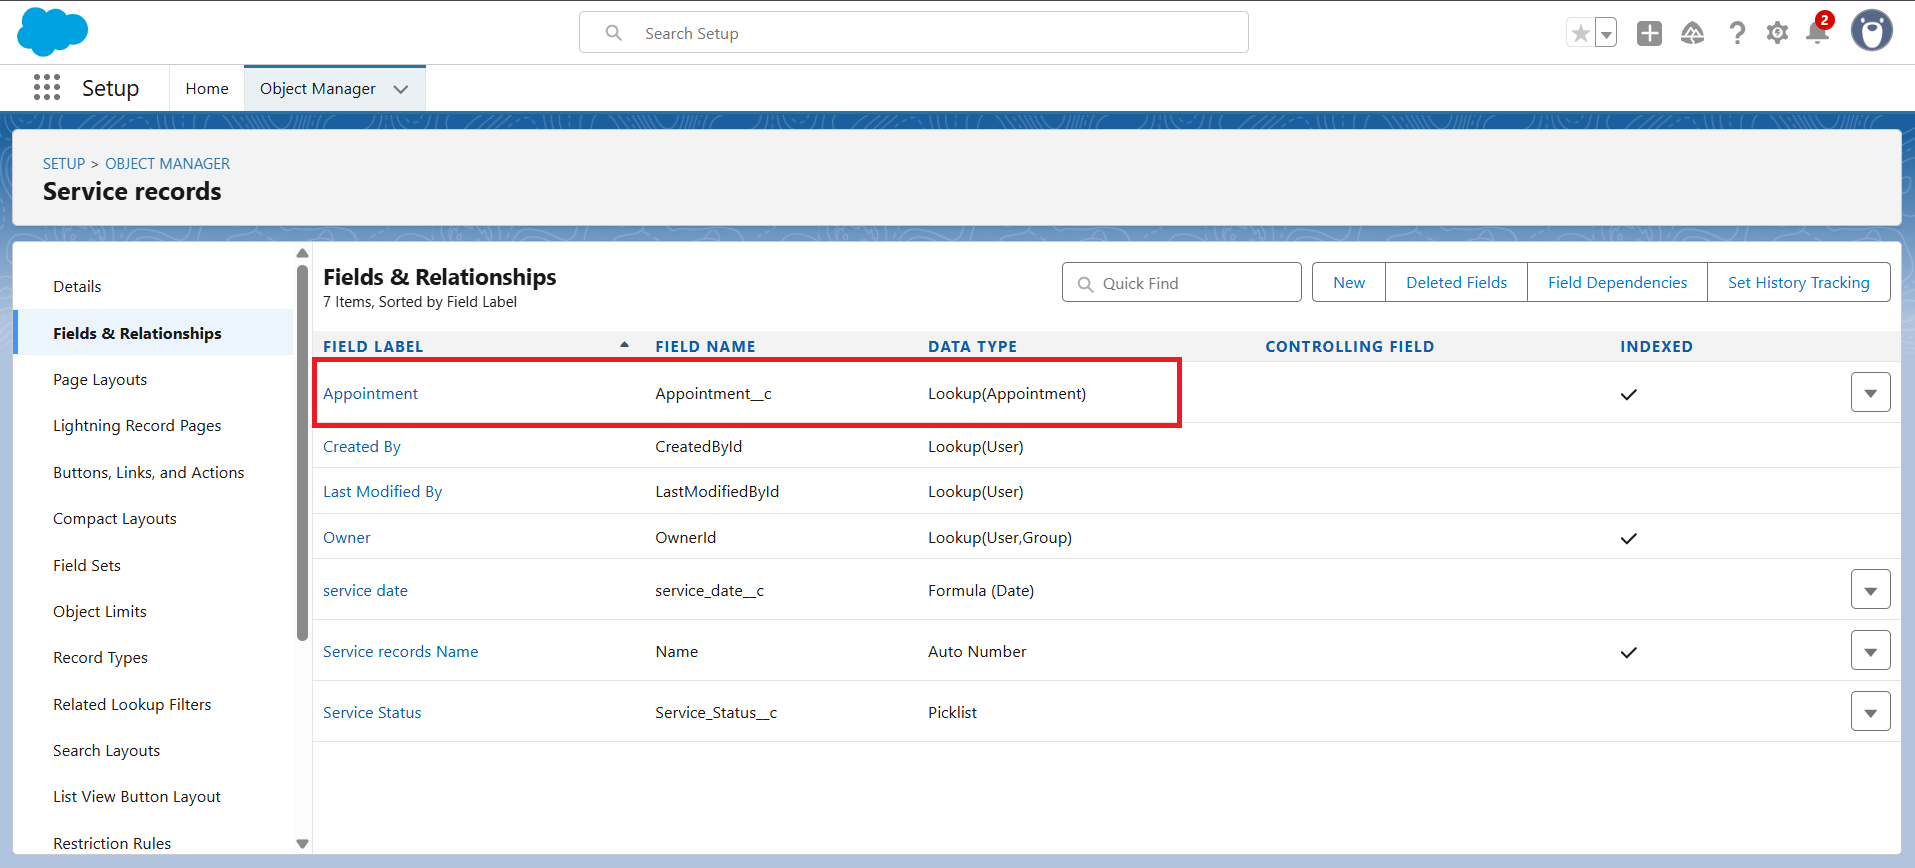 Search Setup
2
Setup
Home
Object Manager
SETUP > OBJECT MANAGER
Service records
Details
Fields & Relationships
Page Layouts
Lightning Record Pages
Buttons, Links, and Actions
Compact Layouts
Field Sets
Object Limits
Record Types
Related Lookup Filters
Search Layouts
List View Button Layout
Restriction Rules
Fields & Relationships
7 Items, Sorted by Field Label
Quick Find
New
Deleted Fields
Field Dependencies
Set History Tracking
FIELD LABEL FIELD NAME DATA TYPE CONTROLLING FIELD INDEXED
Appointment Appointment__c Lookup(Appointment)
Created By CreatedById Lookup(User)
Last Modified By LastModifiedById Lookup(User)
Owner OwnerId Lookup(User,Group)
service date service_date__c Formula (Date)
Service records Name Name Auto Number
Service Status Service_Status__c Picklist